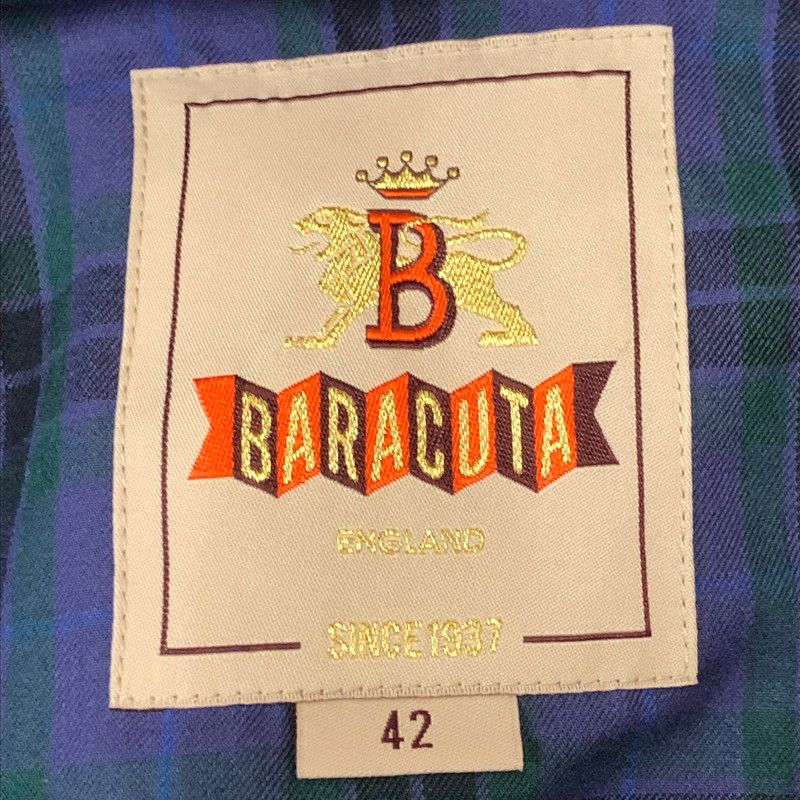 B
BARACUTA
ENGLAND
SINCE 1937
42